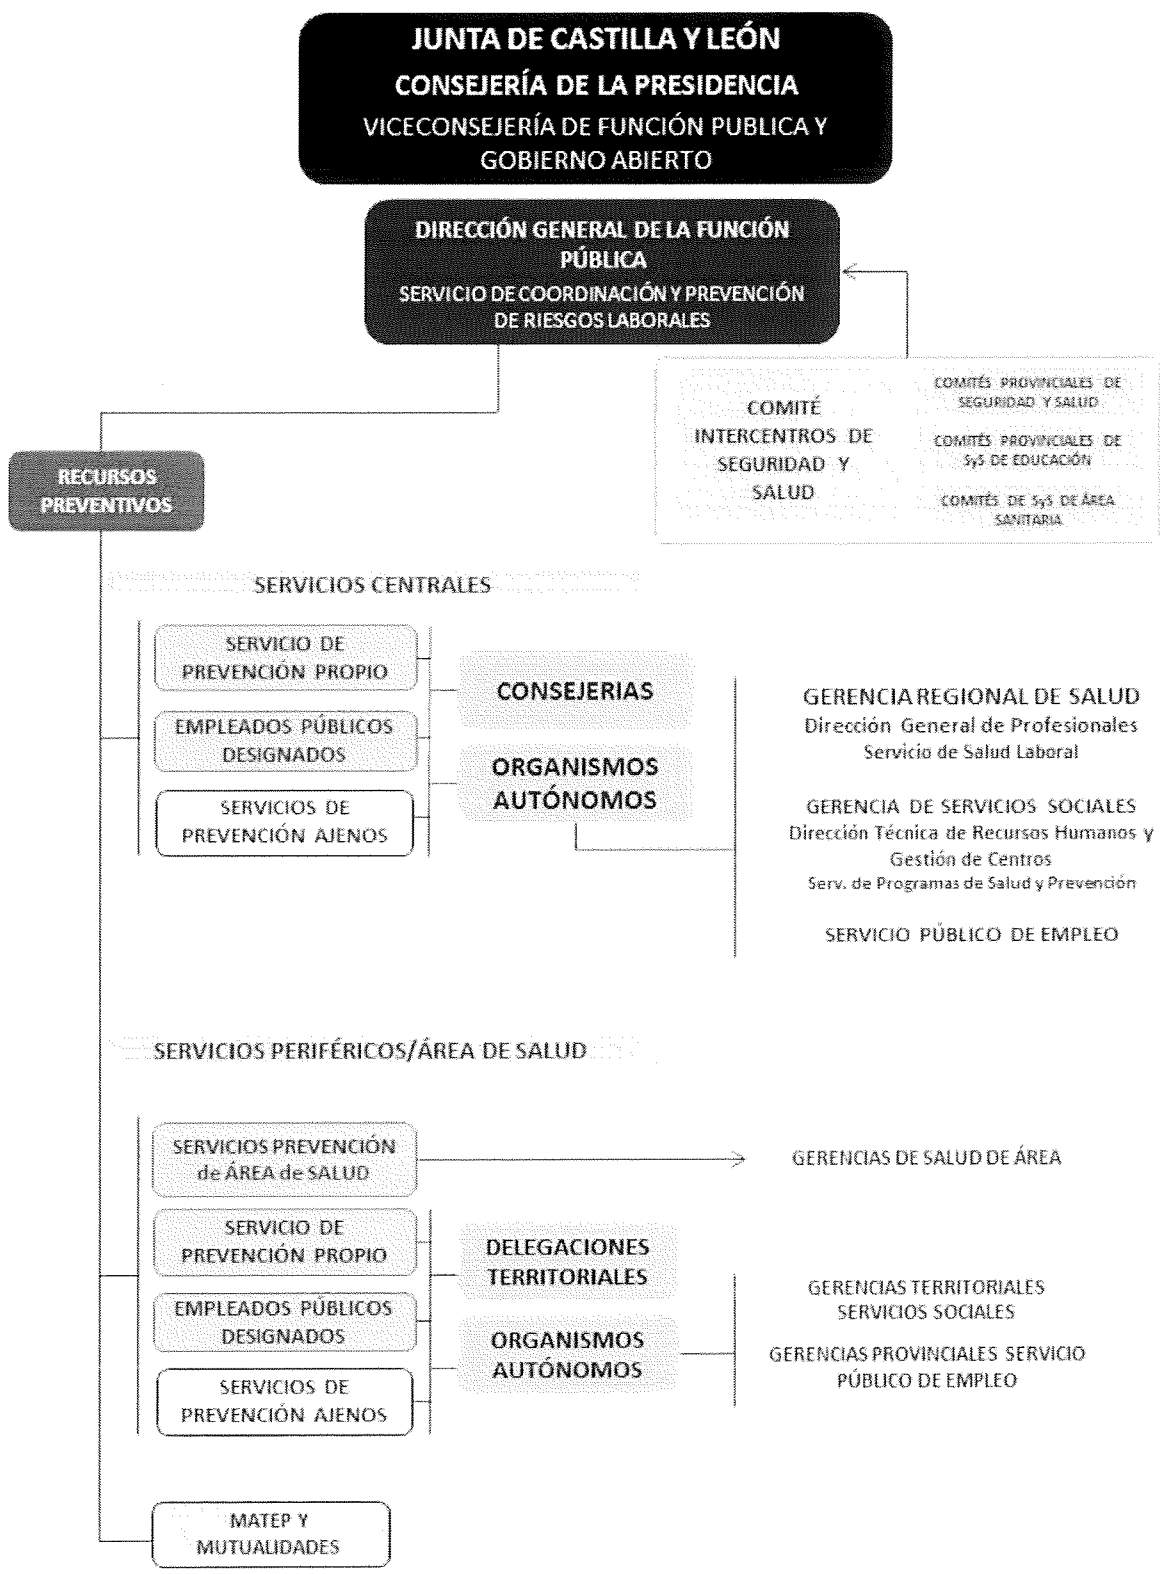 JUNTA DE CASTILLA Y LEÓN
CONSEJERÍA DE LA PRESIDENCIA
VICECONSEJERÍA DE FUNCIÓN PUBLICA Y
GOBIERNO ABIERTO
DIRECCIÓN GENERAL DE LA FUNCIÓN
PÚBLICA
SERVICIO DE COORDINACIÓN Y PREVENCIÓN
DE RIESGOS LABORALES
COMITÉ
INTERCENTROS DE
SEGURIDAD Y
SALUD
COMITÉS PROVINCIALES DE
SEGURIDAD Y SALUD
COMITÉS PROVINCIALES DE
SyS DE EDUCACIÓN
COMITÉS DE SyS DE ÁREA
SANITARIA
RECURSOS
PREVENTIVOS
SERVICIOS CENTRALES
SERVICIO DE
PREVENCIÓN PROPIO
EMPLEADOS PÚBLICOS
DESIGNADOS
SERVICIOS DE
PREVENCIÓN AJENOS
CONSEJERIAS
ORGANISMOS
AUTÓNOMOS
GERENCIA REGIONAL DE SALUD
Dirección General de Profesionales
Servicio de Salud Laboral
GERENCIA DE SERVICIOS SOCIALES
Dirección Técnica de Recursos Humanos y
Gestión de Centros
Serv. de Programas de Salud y Prevención
SERVICIO PÚBLICO DE EMPLEO
SERVICIOS PERIFÉRICOS/ÁREA DE SALUD
SERVICIOS PREVENCIÓN
de ÁREA de SALUD
GERENCIAS DE SALUD DE ÁREA
SERVICIO DE
PREVENCIÓN PROPIO
EMPLEADOS PÚBLICOS
DESIGNADOS
SERVICIOS DE
PREVENCIÓN AJENOS
DELEGACIONES
TERRITORIALES
ORGANISMOS
AUTÓNOMOS
GERENCIAS TERRITORIALES
SERVICIOS SOCIALES
GERENCIAS PROVINCIALES SERVICIO
PÚBLICO DE EMPLEO
MATEP Y
MUTUALIDADES